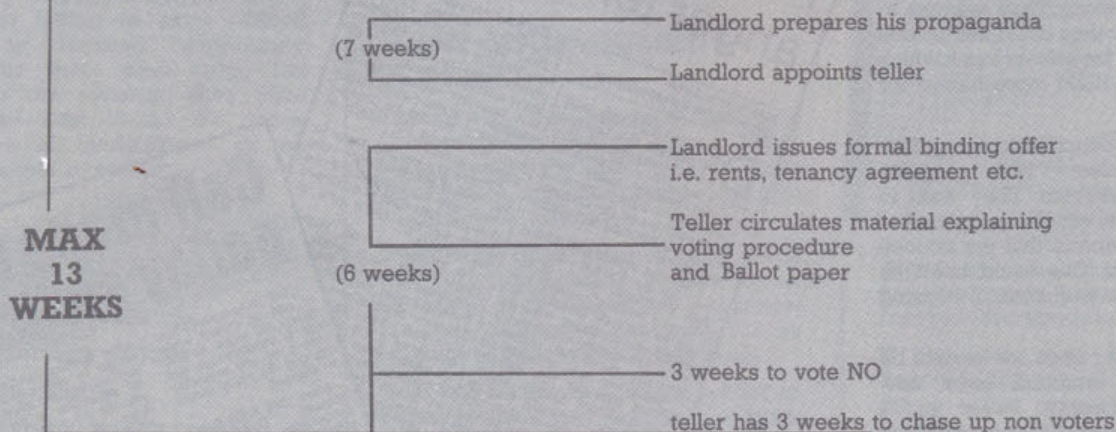 Landlord prepares his propaganda
(7 weeks)
Landlord appoints teller
Landlord issues formal binding offer
i.e. rents, tenancy agreement etc.
Teller circulates material explaining
voting procedure
and Ballot paper
MAX
13
WEEKS
(6 weeks)
3 weeks to vote NO
teller has 3 weeks to chase up non voters